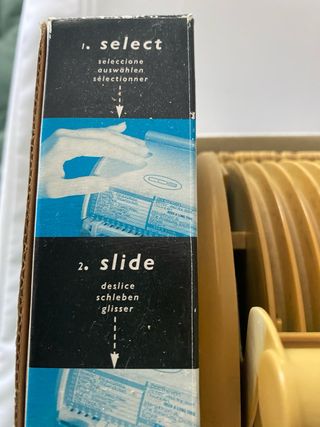 1. select
seleccione
auswählen
sélectionner
2. slide
deslice
schleben
glisser